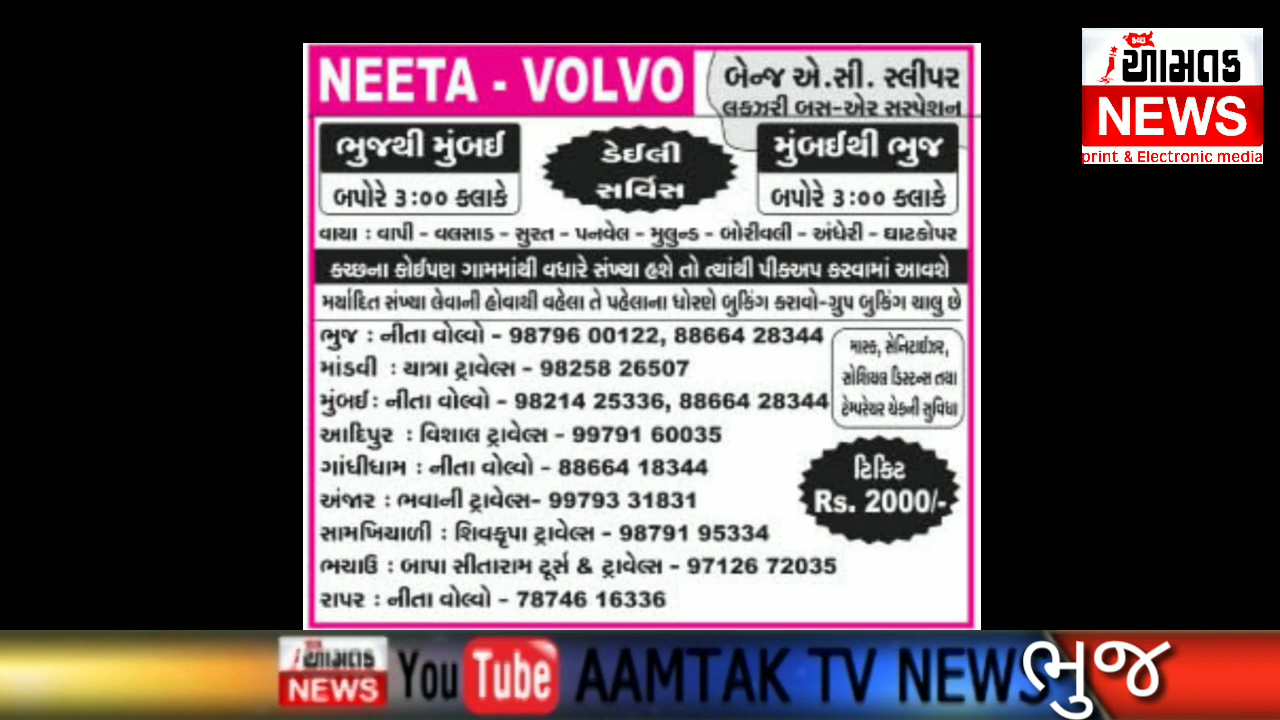 NEETA - VOLVO
બેન્જ એ.સી. સ્લીપર
લકઝરી બસ-એર સસ્પેશન
ભુજથી મુંબઈ
બપોરે ૩:૦૦ કલાકે
ડેઈલી
સર્વિસ
મુંબઈથી ભુજ
બપોરે ૩:૦૦ કલાકે
વાયા : વાપી - વલસાડ - સુરત - પનવેલ - મુલુન્ડ - બોરીવલી - અંધેરી - ઘાટકોપર
કચ્છના કોઈપણ ગામમાંથી વધારે સંખ્યા હશે તો ત્યાંથી પીકઅપ કરવામાં આવશે
મર્યાદિત સંખ્યા લેવાની હોવાથી વહેલા તે પહેલાના ધોરણે બુકિંગ કરાવો-ગ્રુપ બુકિંગ ચાલુ છે
ભુજ : નીતા વોલ્વો - 98796 00122, 88664 28344
માંડવી : યાત્રા ટ્રાવેલ્સ - 98258 26507
મુંબઈ : નીતા વોલ્વો - 98214 25336, 88664 28344
આદિપુર : વિશાલ ટ્રાવેલ્સ - 99791 60035
ગાંધીધામ : નીતા વોલ્વો - 88664 18344
અંજાર : ભવાની ટ્રાવેલ્સ- 99793 31831
સામખિયાળી : શિવકૃપા ટ્રાવેલ્સ - 98791 95334
ભચાઉ : બાપા સીતારામ ટૂર્સ & ટ્રાવેલ્સ - 97126 72035
રાપર : નીતા વોલ્વો - 78746 16336
માસ્ક, સેનિટાઈઝર,
સોશિયલ ડિસ્ટન્સ તથા
ટેમ્પરેચર ચેકની સુવિધા
ટિકિટ
Rs. 2000/-
આમતક
NEWS
print & Electronic media
આમતક
NEWS
You Tube AAMTAK TV NEWS
ભુજ